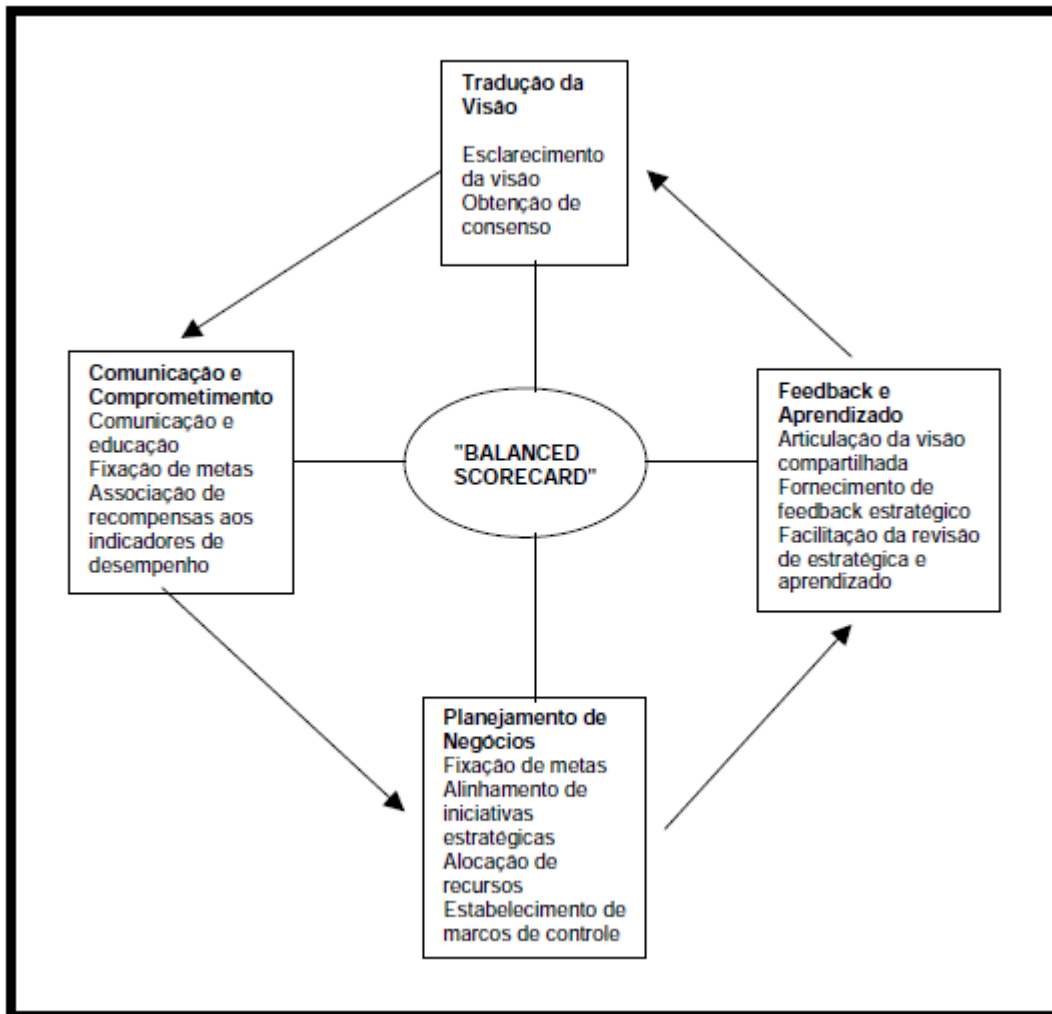 Tradução da
Visão
Esclarecimento
da visão
Obtenção de
consenso
Comunicação e
Comprometimento
Comunicação e
educação
Fixação de metas
Associação de
recompensas aos
indicadores de
desempenho
"BALANCED
SCORECARD"
Feedback e
Aprendizado
Articulação da visão
compartilhada
Fornecimento de
feedback estratégico
Facilitação da revisão
de estratégica e
aprendizado
Planejamento de
Negócios
Fixação de metas
Alinhamento de
iniciativas
estratégicas
Alocação de
recursos
Estabelecimento de
marcos de controle